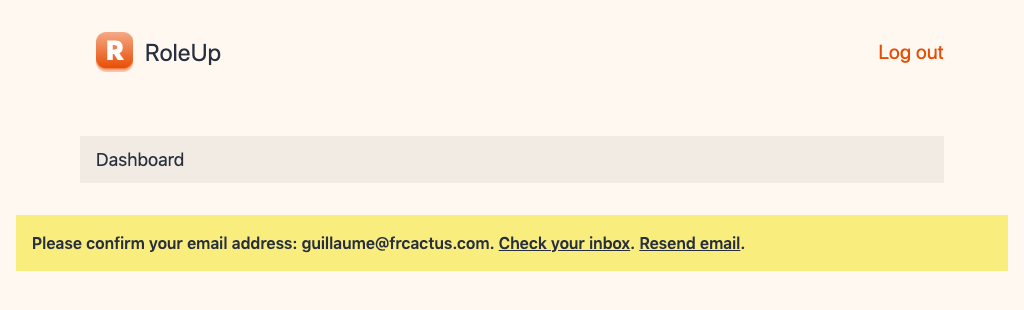 R RoleUp
Log out
Dashboard
Please confirm your email address: guillaume@frcactus.com. Check your inbox. Resend email.